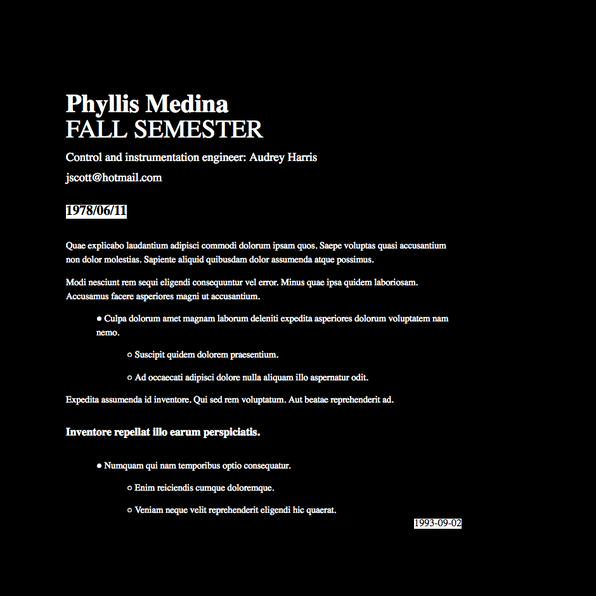 Phyllis Medina
FALL SEMESTER
Control and instrumentation engineer: Audrey Harris
jscott@hotmail.com
1978/06/11
Quae explicabo laudantium adipisci commodi dolorum ipsam quos. Saepe voluptas quasi accusantium
non dolor molestias. Sapiente aliquid quibusdam dolor assumenda atque possimus.
Modi nesciunt rem sequi eligendi consequuntur vel error. Minus quae ipsa quidem laboriosam.
Accusamus facere asperiores magni ut accusantium.
● Culpa dolorum amet magnam laborum deleniti expedita asperiores dolorum voluptatem nam
nemo.
○ Suscipit quidem dolorem praesentium.
○ Ad occaecati adipisci dolore nulla aliquam illo aspernatur odit.
Expedita assumenda id inventore. Qui sed rem voluptatum. Aut beatae reprehenderit ad.
Inventore repellat illo earum perspiciatis.
● Numquam qui nam temporibus optio consequatur.
○ Enim reiciendis cumque doloremque.
○ Veniam neque velit reprehenderit eligendi hic quaerat.
1993-09-02